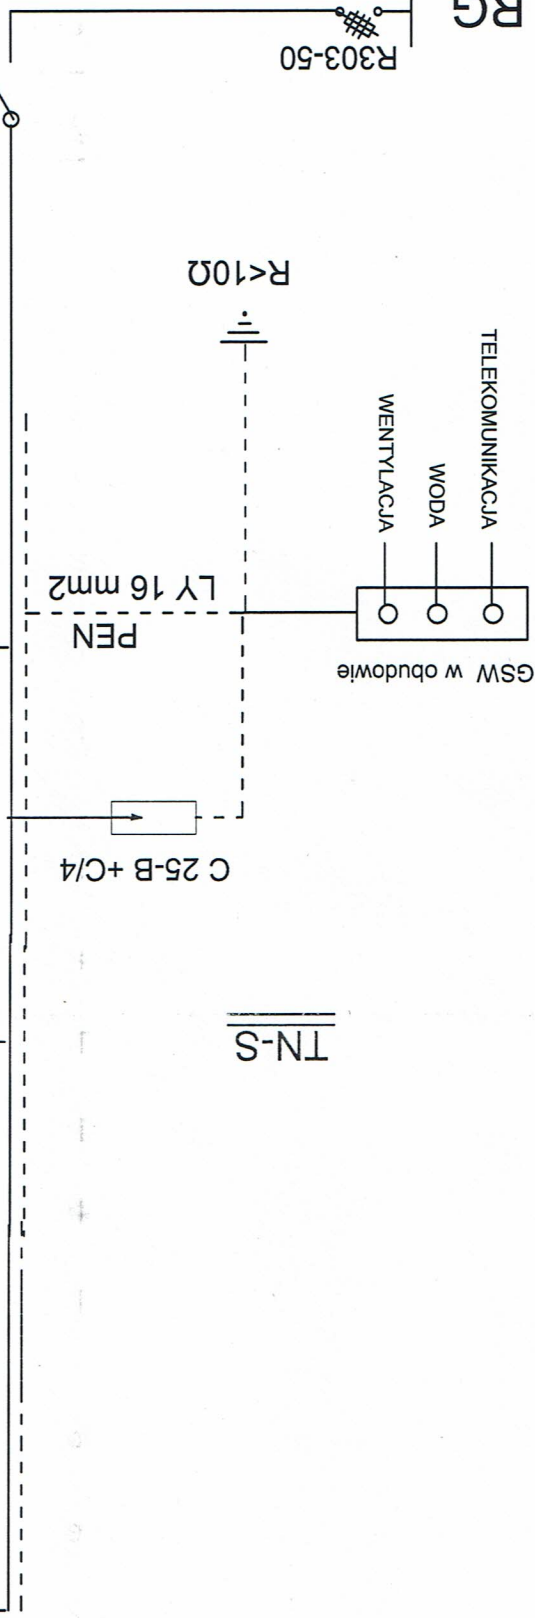 RG
R303-50
R<10Ω
TELEKOMUNIKACJA
WODA
WENTYLACJA
LY 16 mm2
PEN
GSW w obudowie
C 25-B +C/4
TN-S